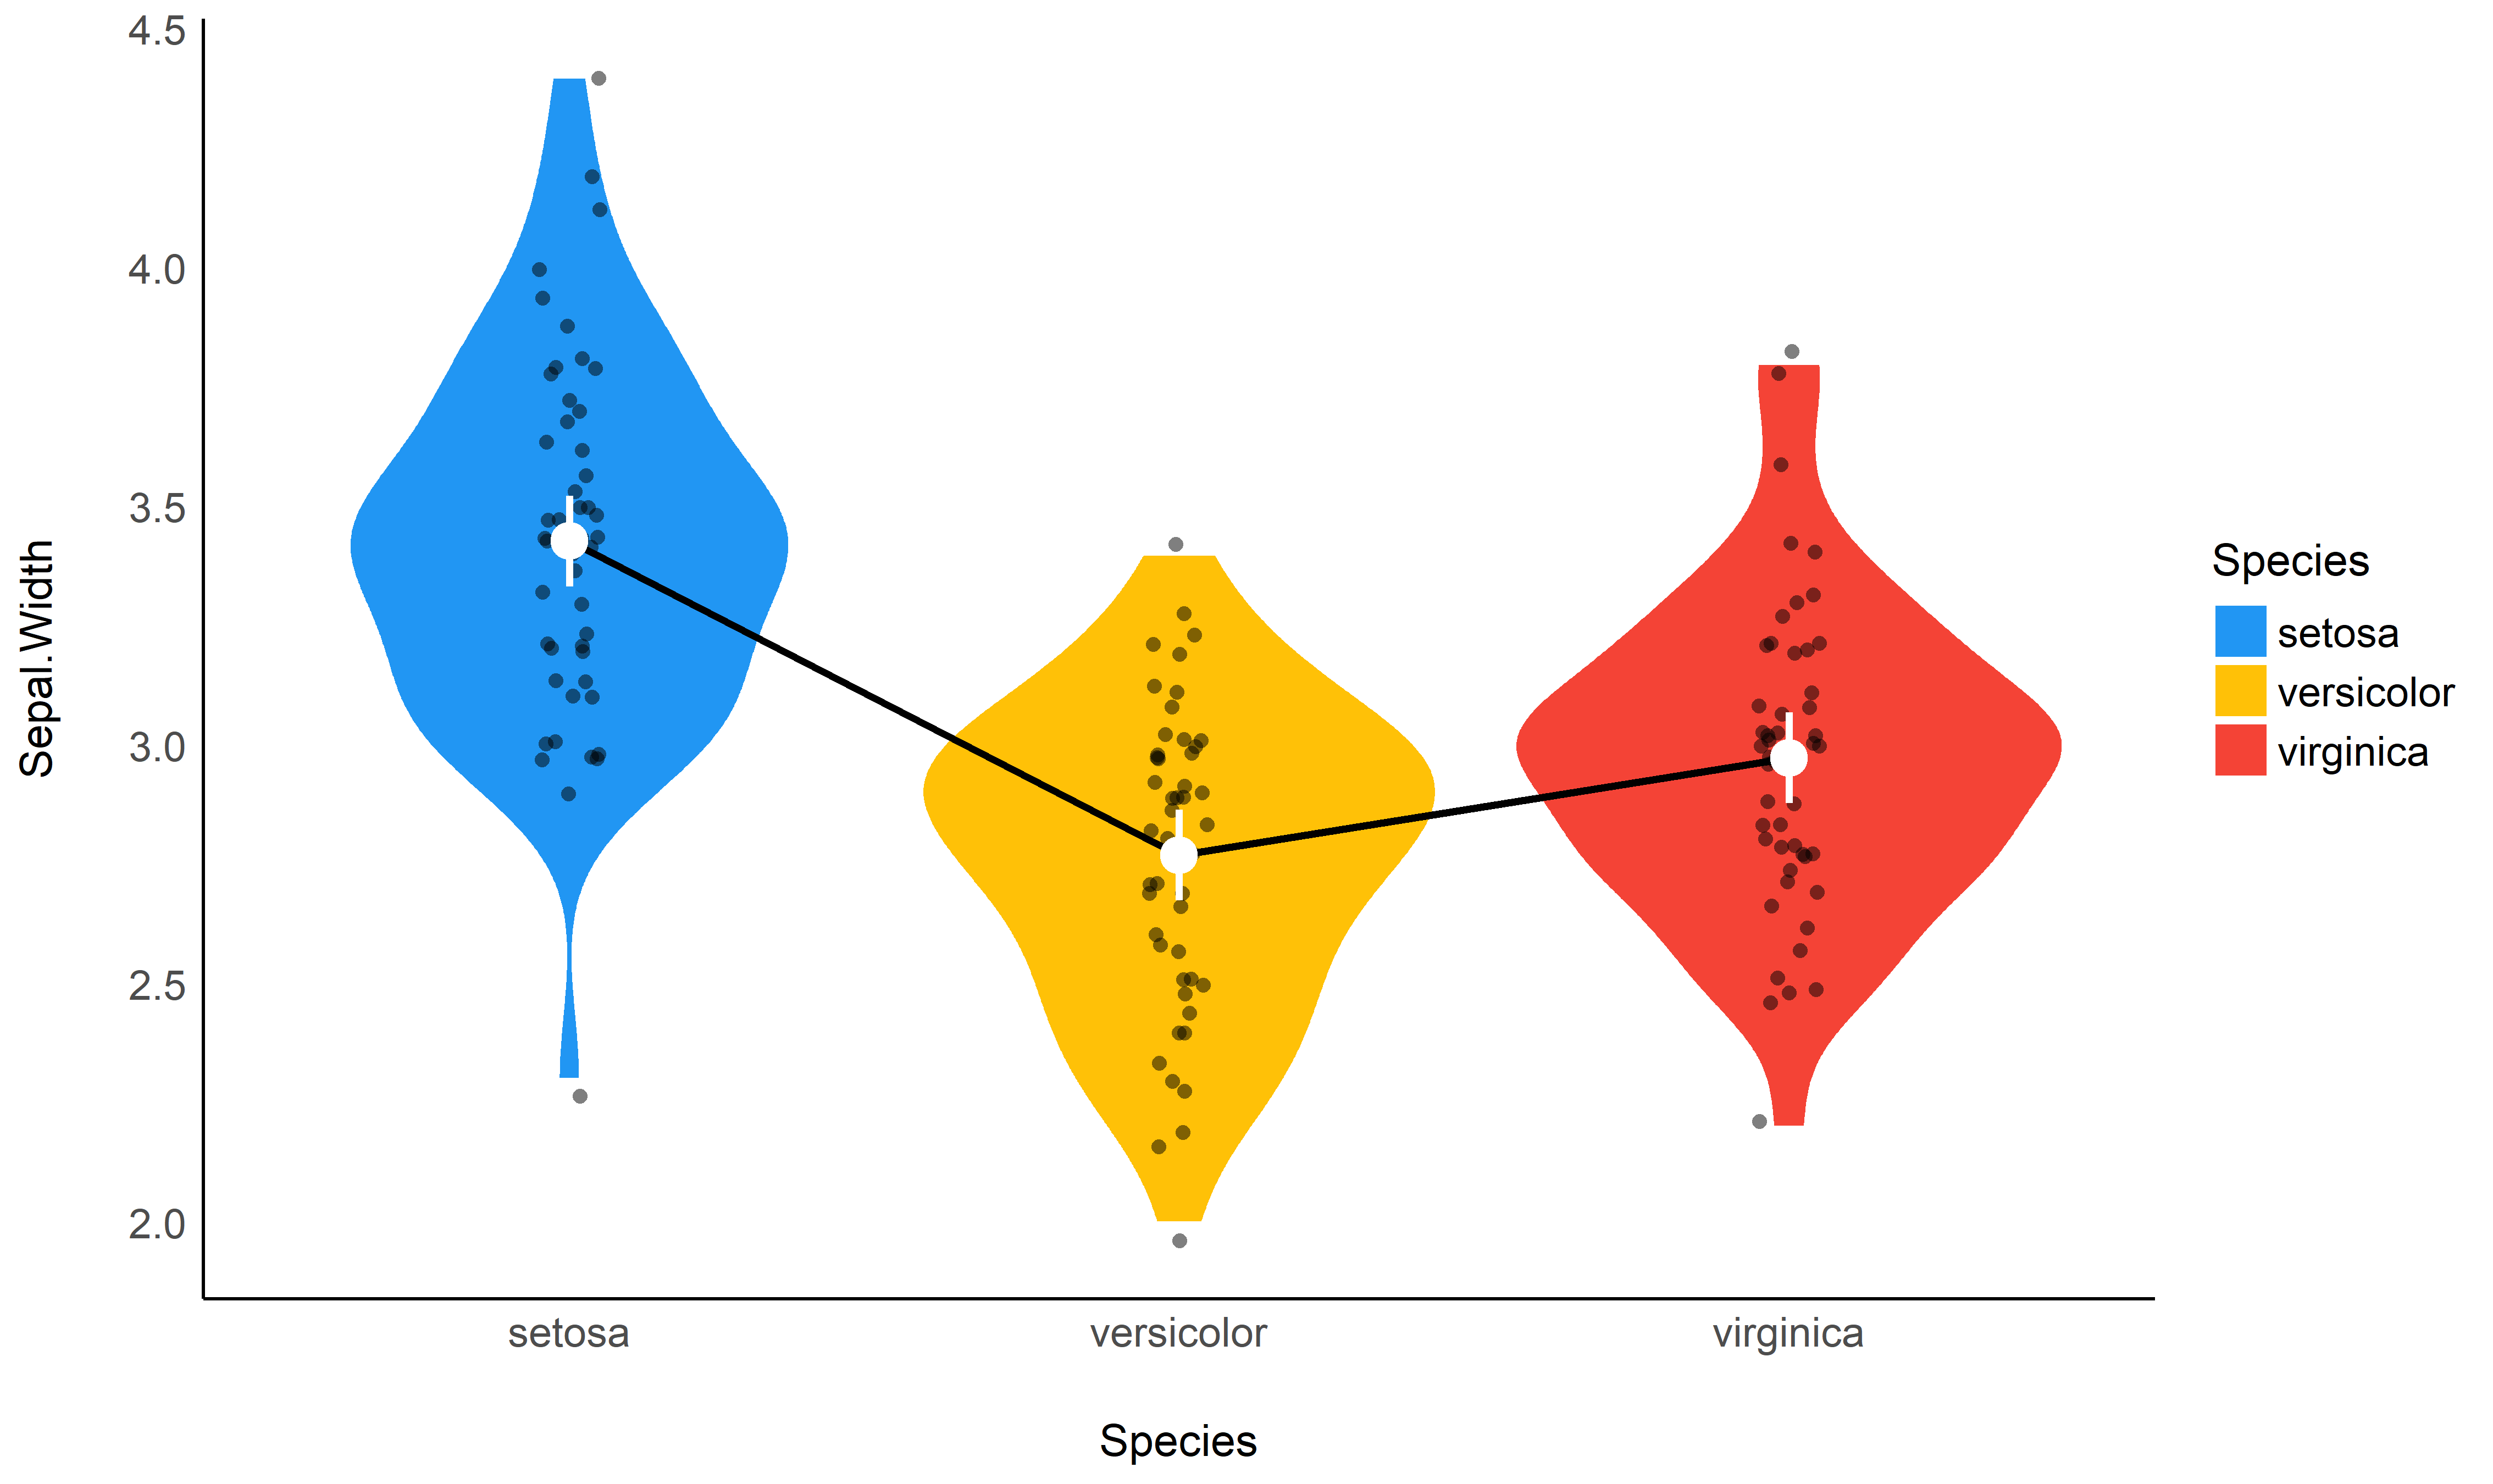 4.5
4.0
3.5
3.0
2.5
2.0
Sepal.Width
setosa
versicolor
virginica
Species
Species
setosa
versicolor
virginica